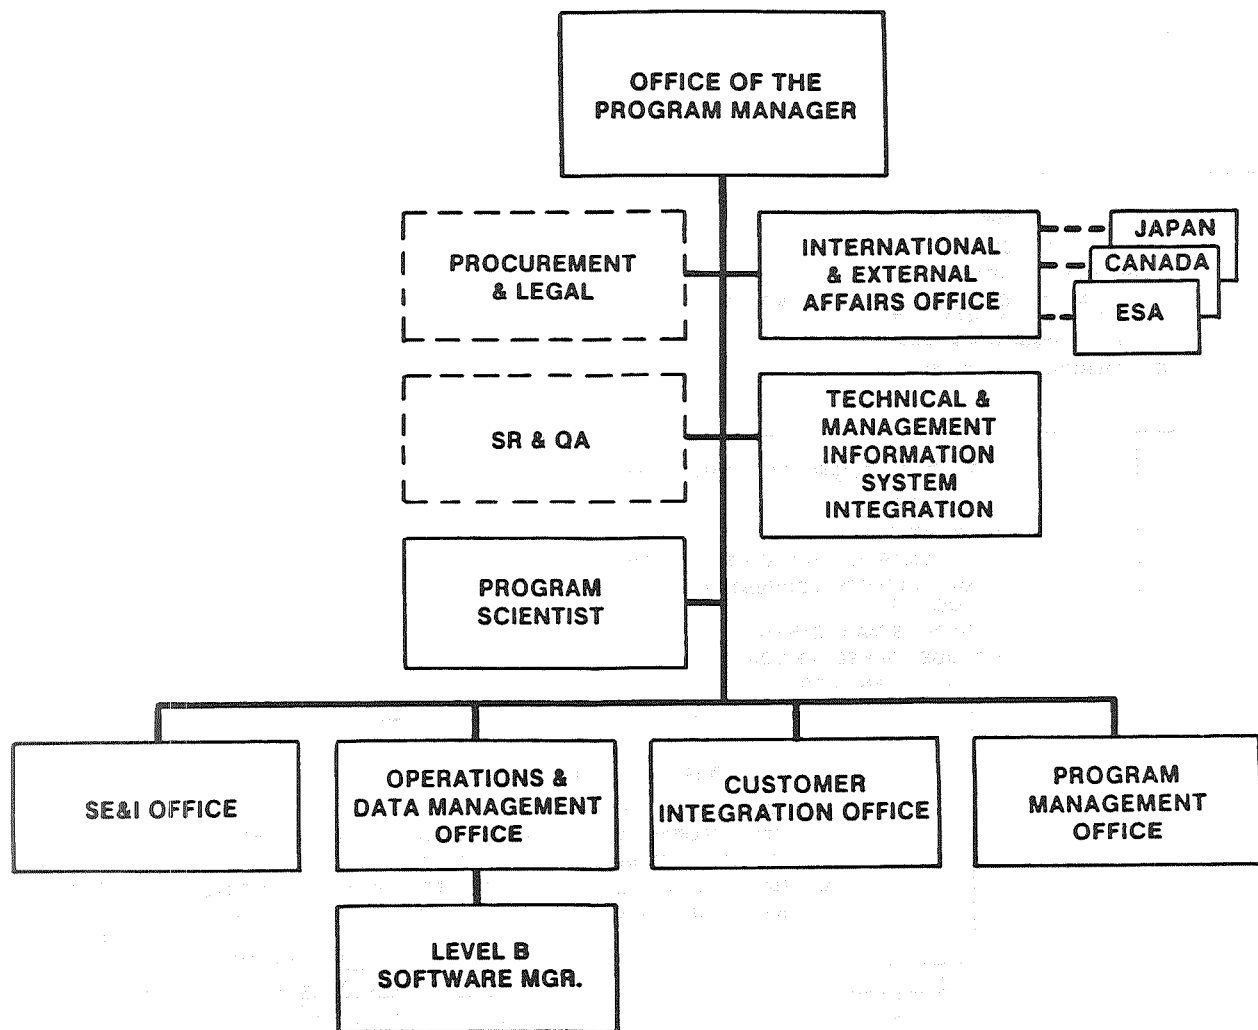 OFFICE OF THE
PROGRAM MANAGER
PROCUREMENT
& LEGAL
INTERNATIONAL
& EXTERNAL
AFFAIRS OFFICE
JAPAN
CANADA
ESA
SR & QA
TECHNICAL &
MANAGEMENT
INFORMATION
SYSTEM
INTEGRATION
PROGRAM
SCIENTIST
SE&I OFFICE
OPERATIONS &
DATA MANAGEMENT
OFFICE
CUSTOMER
INTEGRATION OFFICE
PROGRAM
MANAGEMENT
OFFICE
LEVEL B
SOFTWARE MGR.